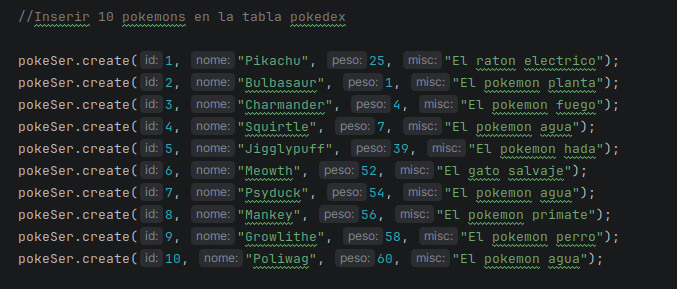 //Inserir 10 pokemons en la tabla pokedex
pokeSer.create( id: 1, nome: "Pikachu", peso: 25, misc: "El raton electrico");
pokeSer.create( id: 2, nome: "Bulbasaur", peso: 1, misc: "El pokemon planta");
pokeSer.create( id: 3, nome: "Charmander", peso: 4, misc: "El pokemon fuego");
pokeSer.create( id: 4, nome: "Squirtle", peso: 7, misc: "El pokemon agua");
pokeSer.create( id: 5, nome: "Jigglypuff", peso: 39, misc: "El pokemon hada");
pokeSer.create( id: 6, nome: "Meowth", peso: 52, misc: "El gato salvaje");
pokeSer.create( id: 7, nome: "Psyduck", peso: 54, misc: "El pokemon agua");
pokeSer.create( id: 8, nome: "Mankey", peso: 56, misc: "El pokemon primate");
pokeSer.create( id: 9, nome: "Growlithe", peso: 58, misc: "El pokemon perro");
pokeSer.create( id: 10, nome: "Poliwag", peso: 60, misc: "El pokemon agua");